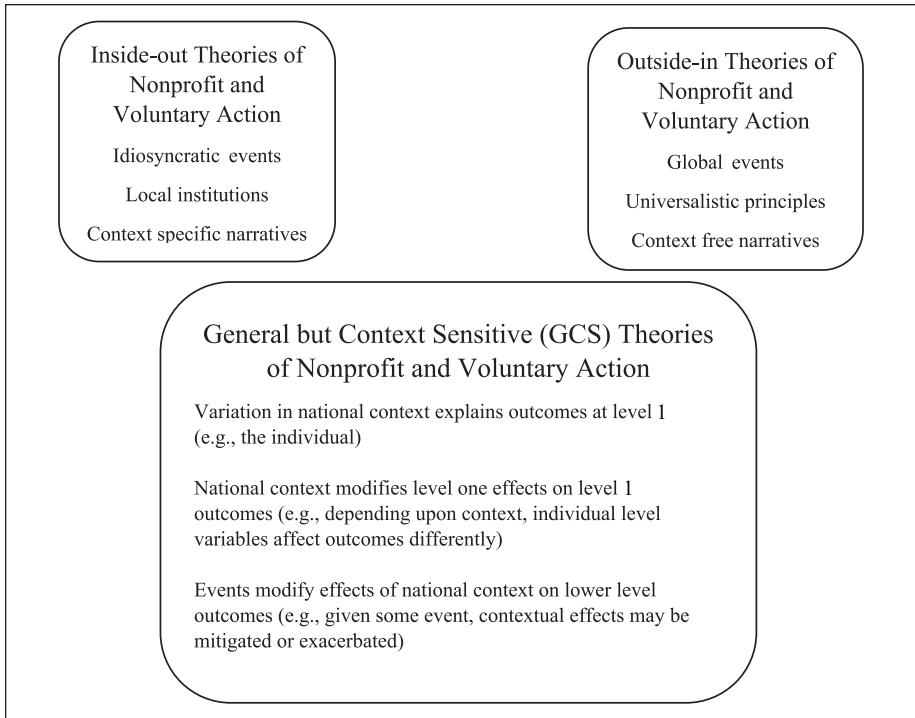 Inside-out Theories of
Nonprofit and
Voluntary Action
Idiosyncratic events
Local institutions
Context specific narratives
Outside-in Theories of
Nonprofit and
Voluntary Action
Global events
Universalistic principles
Context free narratives
General but Context Sensitive (GCS) Theories
of Nonprofit and Voluntary Action
Variation in national context explains outcomes at level 1
(e.g., the individual)
National context modifies level one effects on level 1
outcomes (e.g., depending upon context, individual level
variables affect outcomes differently)
Events modify effects of national context on lower level
outcomes (e.g., given some event, contextual effects may be
mitigated or exacerbated)